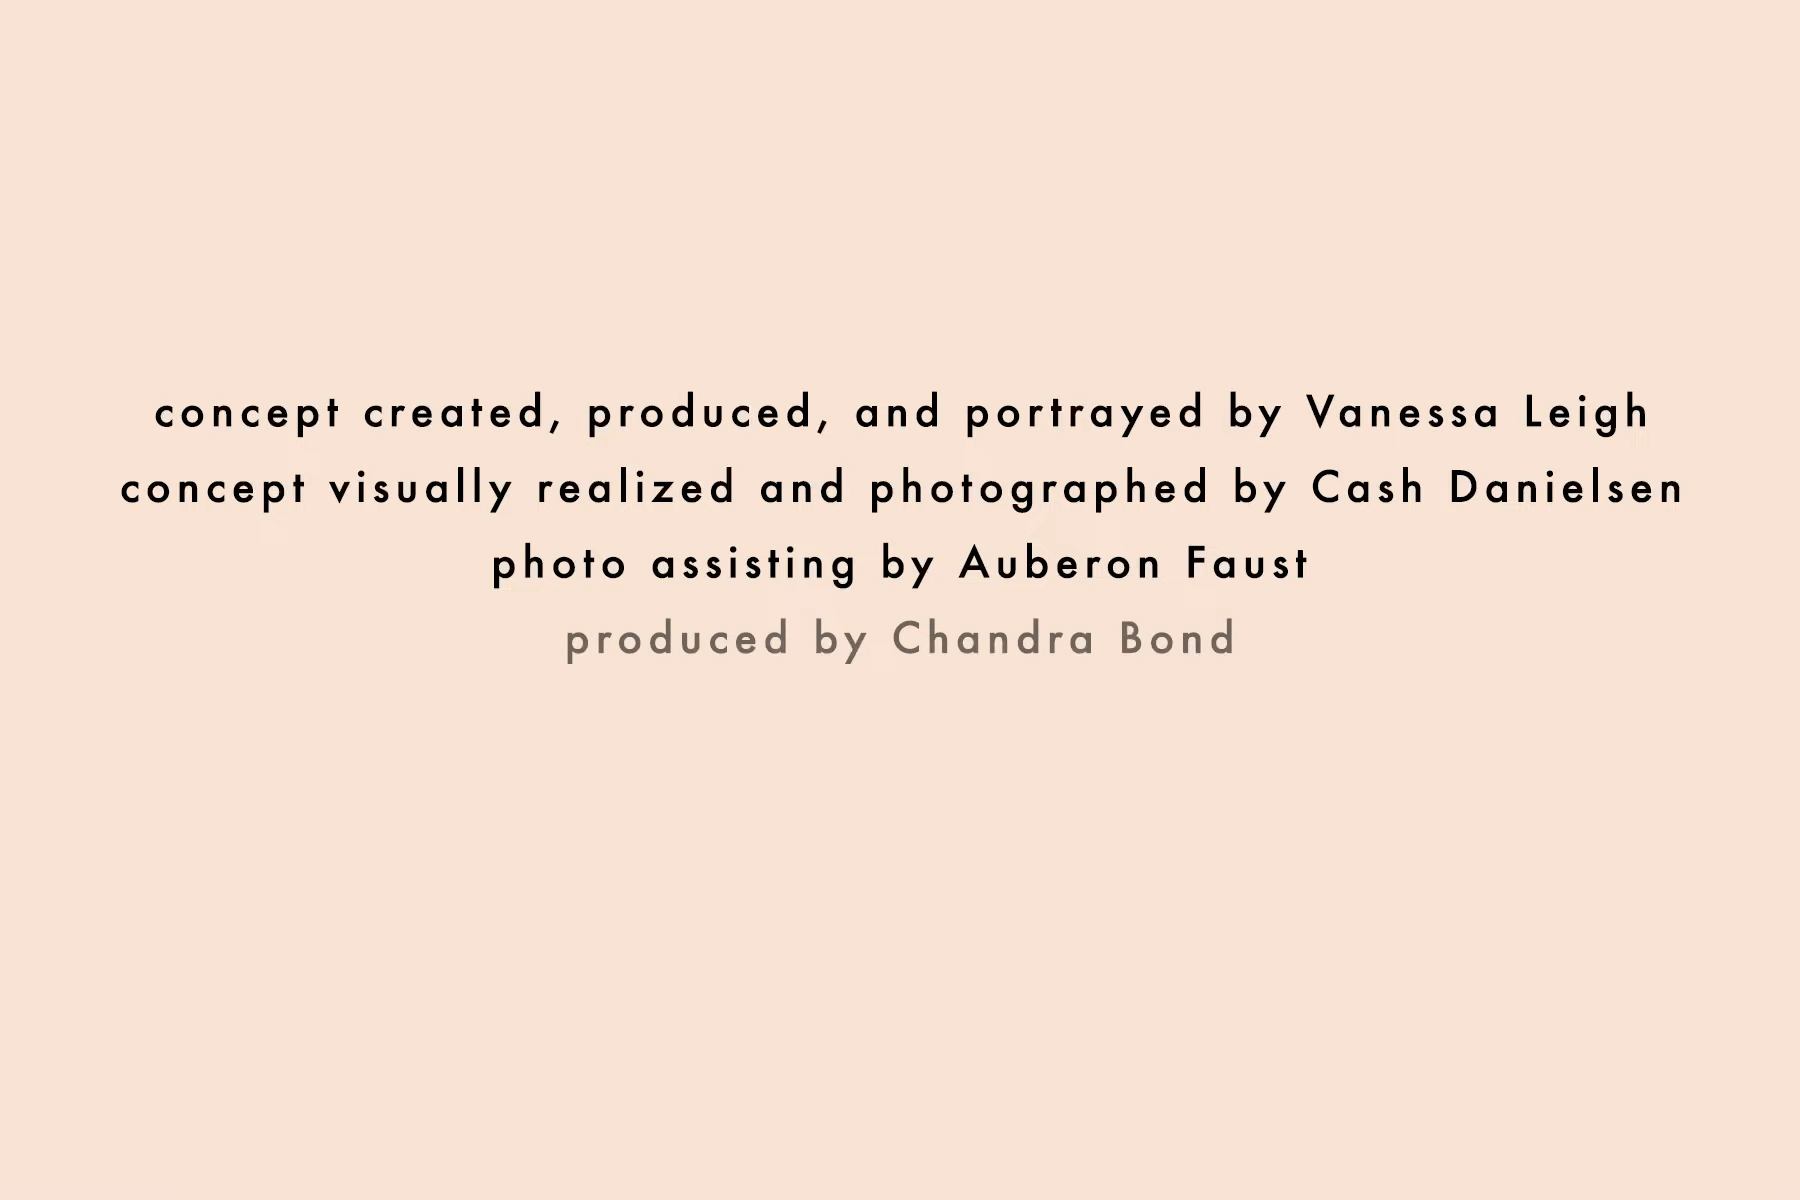 concept created, produced, and portrayed by Vanessa Leigh
concept visually realized and photographed by Cash Danielsen
photo assisting by Auberon Faust
produced by Chandra Bond